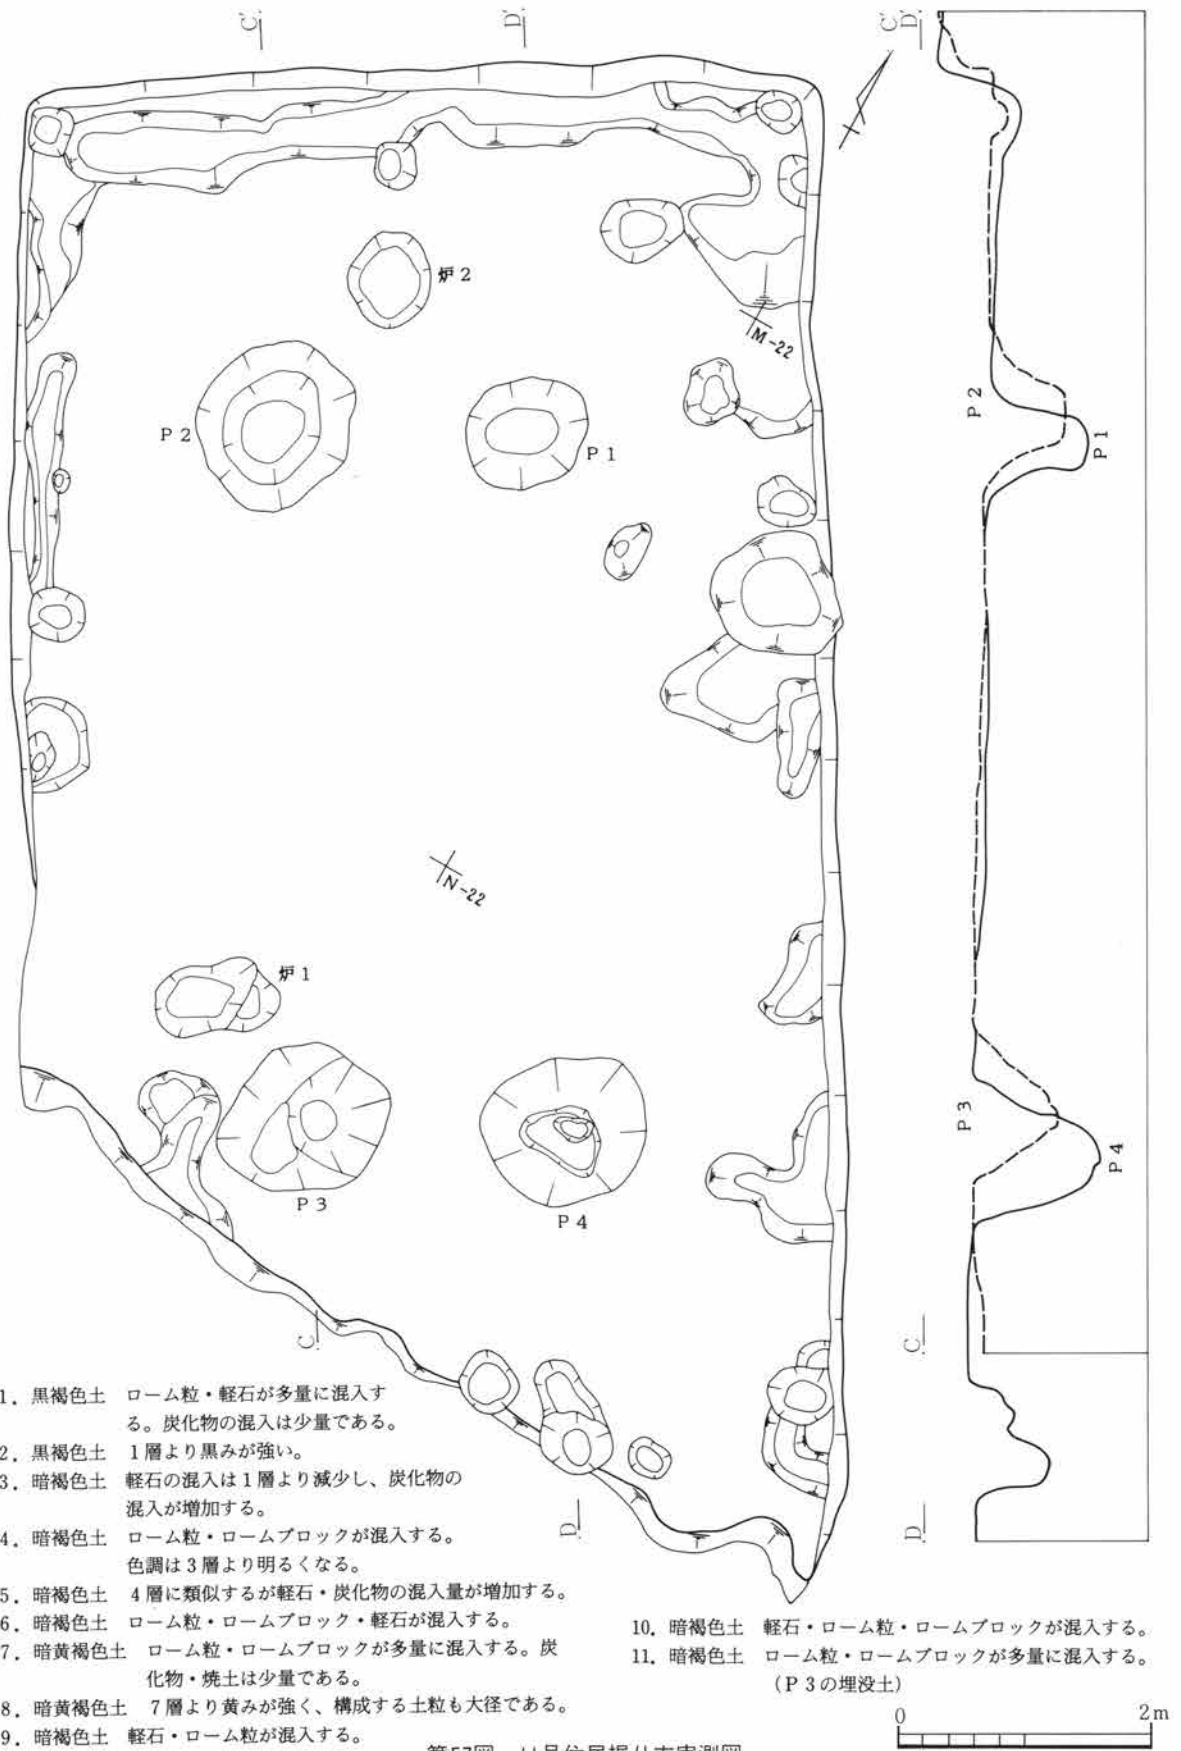 C′
D′
C′
D′
炉2
M-22
P2
P1
P2
P1
N-22
炉1
P3
P4
P3
P4
C
C
D
D
1．黒褐色土　ローム粒・軽石が多量に混入す
る。炭化物の混入は少量である。
2．黒褐色土　1層より黒みが強い。
3．暗褐色土　軽石の混入は1層より減少し、炭化物の
混入が増加する。
4．暗褐色土　ローム粒・ロームブロックが混入する。
色調は3層より明るくなる。
5．暗褐色土　4層に類似するが軽石・炭化物の混入量が増加する。
6．暗褐色土　ローム粒・ロームブロック・軽石が混入する。
7．暗黄褐色土　ローム粒・ロームブロックが多量に混入する。炭
化物・焼土は少量である。
8．暗黄褐色土　7層より黄みが強く、構成する土粒も大径である。
9．暗褐色土　軽石・ローム粒が混入する。
10．暗褐色土　軽石・ローム粒・ロームブロックが混入する。
11．暗褐色土　ローム粒・ロームブロックが多量に混入する。
（P3の埋没土）
0　2m